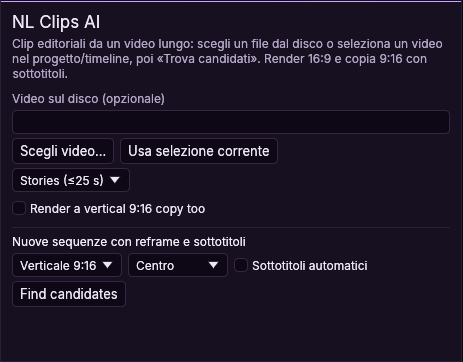 NL Clips AI
Clip editoriali da un video lungo: scegli un file dal disco o seleziona un video
nel progetto/timeline, poi «Trova candidati». Render 16:9 e copia 9:16 con
sottotitoli.
Video sul disco (opzionale)
Scegli video... Usa selezione corrente
Stories (≤25 s)
Render a vertical 9:16 copy too
Nuove sequenze con reframe e sottotitoli
Verticale 9:16 Centro Sottotitoli automatici
Find candidates